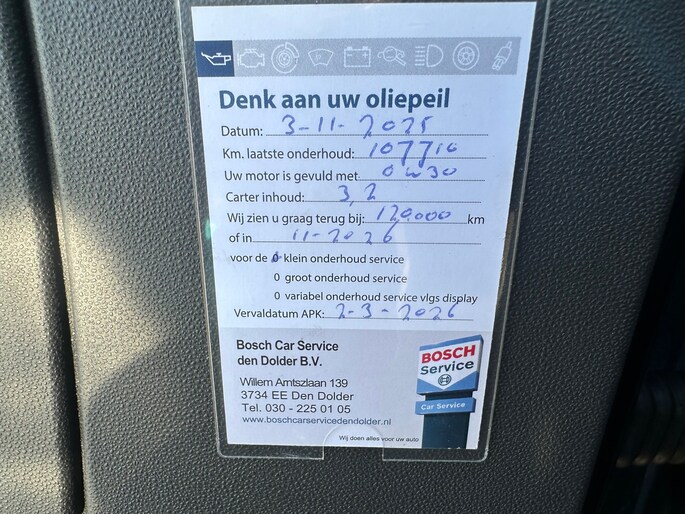 Denk aan uw oliepeil
Datum: 3-11-2025
Km. laatste onderhoud: 107710
Uw motor is gevuld met 0w30
Carter inhoud: 3,2
Wij zien u graag terug bij: 120.000 km
of in 11-2026
voor de 0 klein onderhoud service
0 groot onderhoud service
0 variabel onderhoud service vlgs display
Vervaldatum APK: 2-3-2026
Bosch Car Service
den Dolder B.V.
Willem Arntszlaan 139
3734 EE Den Dolder
Tel. 030 - 225 01 05
www.boschcarservicedendolder.nl
BOSCH
Service
Car Service
Wij doen alles voor uw auto